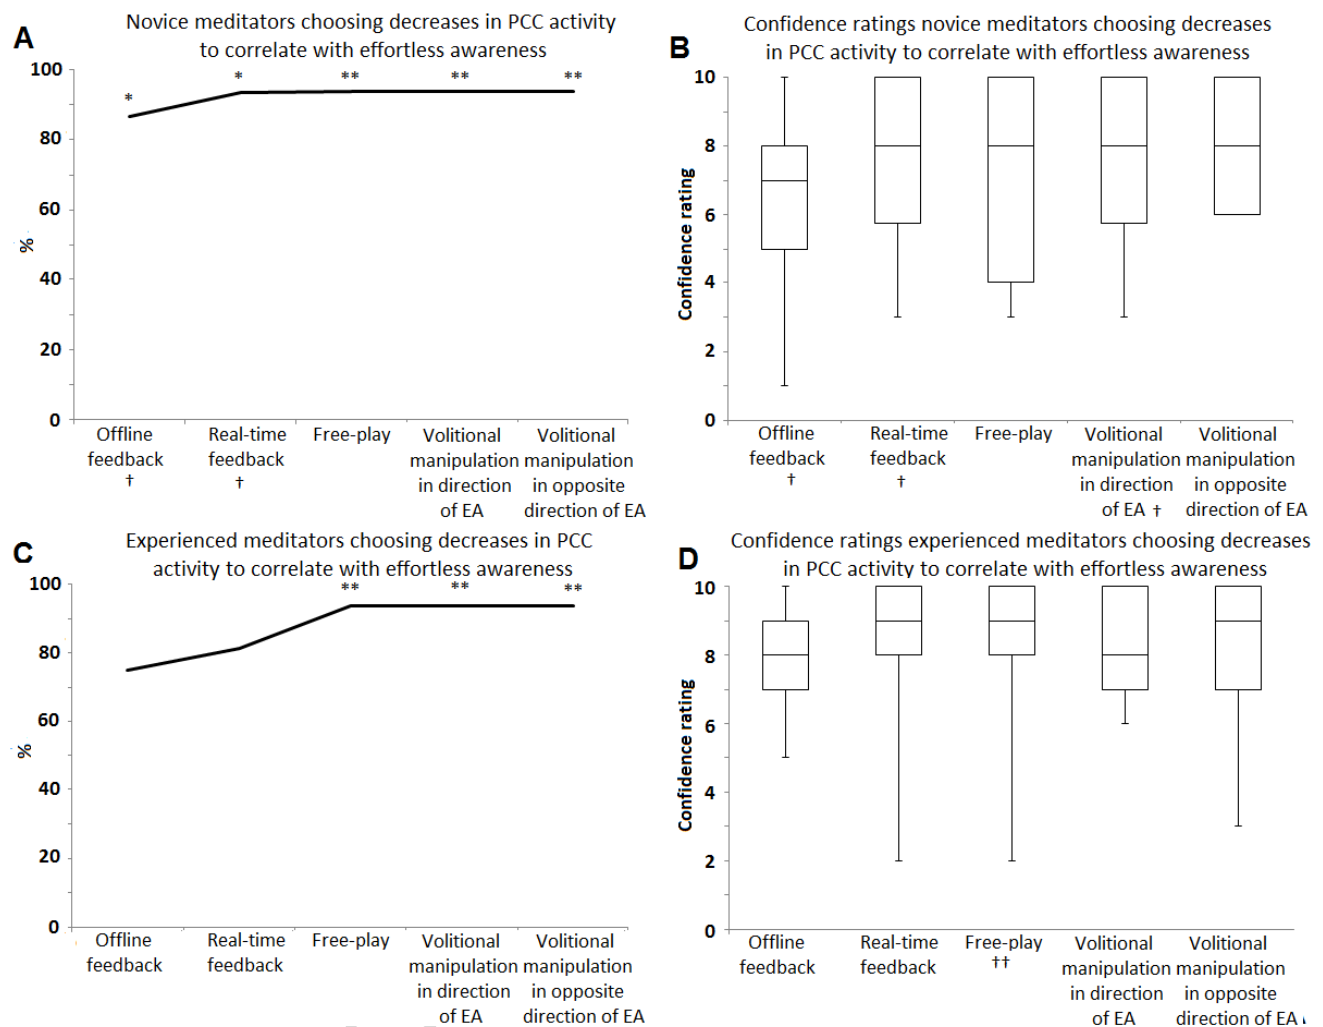 A
Novice meditators choosing decreases in PCC activity
to correlate with effortless awareness
100
80
60
40
20
0
%
*
*
**
**
**
Offline
feedback
†
Real-time
feedback
†
Free-play
Volitional
manipulation
in direction
of EA
Volitional
manipulation
in opposite
direction of EA
B
Confidence ratings novice meditators choosing decreases
in PCC activity to correlate with effortless awareness
10
8
6
4
2
0
Confidence rating
Offline
feedback
†
Real-time
feedback
†
Free-play
Volitional
manipulation
in direction
of EA †
Volitional
manipulation
in opposite
direction of EA
C
Experienced meditators choosing decreases in PCC
activity to correlate with effortless awareness
100
80
60
40
20
0
%
**
**
**
Offline
feedback
Real-time
feedback
Free-play
Volitional
manipulation
in direction
of EA
Volitional
manipulation
in opposite
direction of EA
D
Confidence ratings experienced meditators choosing decreases
in PCC activity to correlate with effortless awareness
10
8
6
4
2
0
Confidence rating
Offline
feedback
Real-time
feedback
Free-play
††
Volitional
manipulation
in direction
of EA
Volitional
manipulation
in opposite
direction of EA